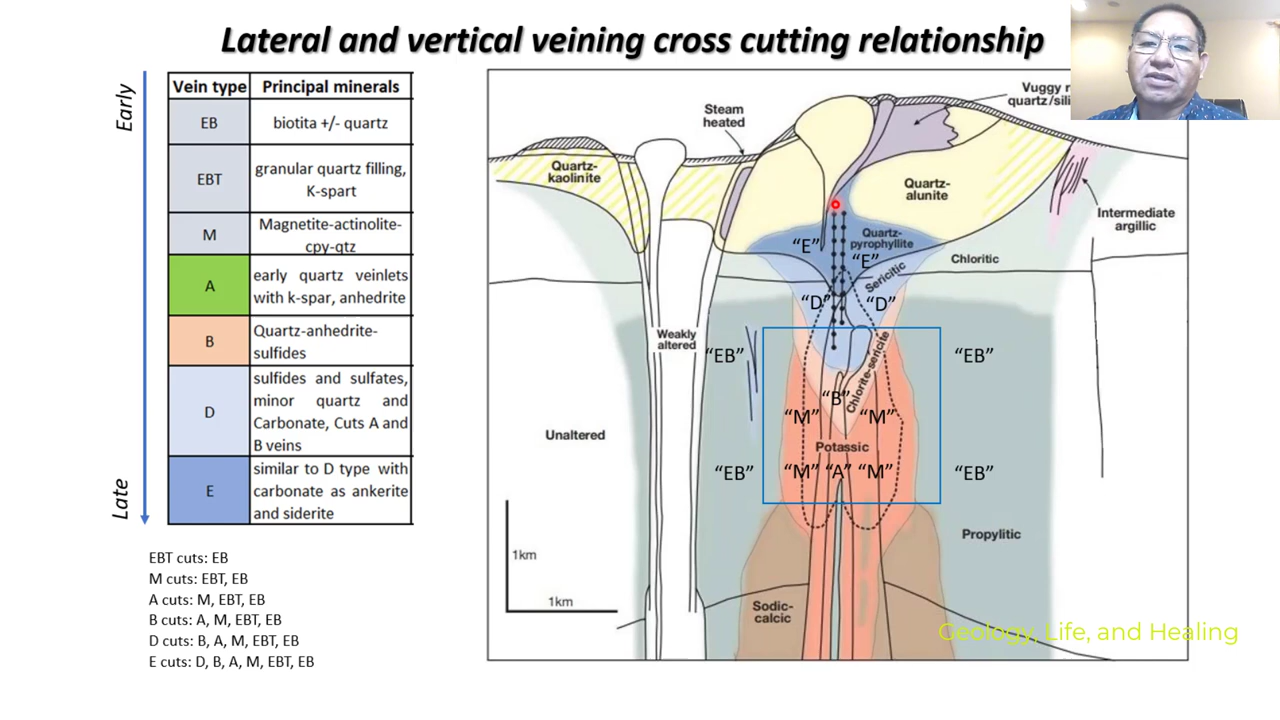 Lateral and vertical veining cross cutting relationship
Early
Late
Vein type Principal minerals
EB biotita +/- quartz
EBT granular quartz filling,
K-spart
M Magnetite-actinolite-
cpy-qtz
A early quartz veinlets
with k-spar, anhedrite
B Quartz-anhedrite-
sulfides
D sulfides and sulfates,
minor quartz and
Carbonate, Cuts A and
B veins
E similar to D type with
carbonate as ankerite
and siderite
EBT cuts: EB
M cuts: EBT, EB
A cuts: M, EBT, EB
B cuts: A, M, EBT, EB
D cuts: B, A, M, EBT, EB
E cuts: D, B, A, M, EBT, EB
Steam
heated
Vuggy
quartz/sili
Quartz-
kaolinite
Quartz-
alunite
Intermediate
argillic
Quartz-
pyrophyllite
"E"
"E"
Chloritic
Sericitic
"D"
"D"
Weakly
altered
"EB"
"EB"
Chlorite-sericite
"B"
"M" "M"
Unaltered
Potassic
"EB" "M" "A" "M" "EB"
Propylitic
1km
1km
Sodic-
calcic
Geology, Life, and Healing